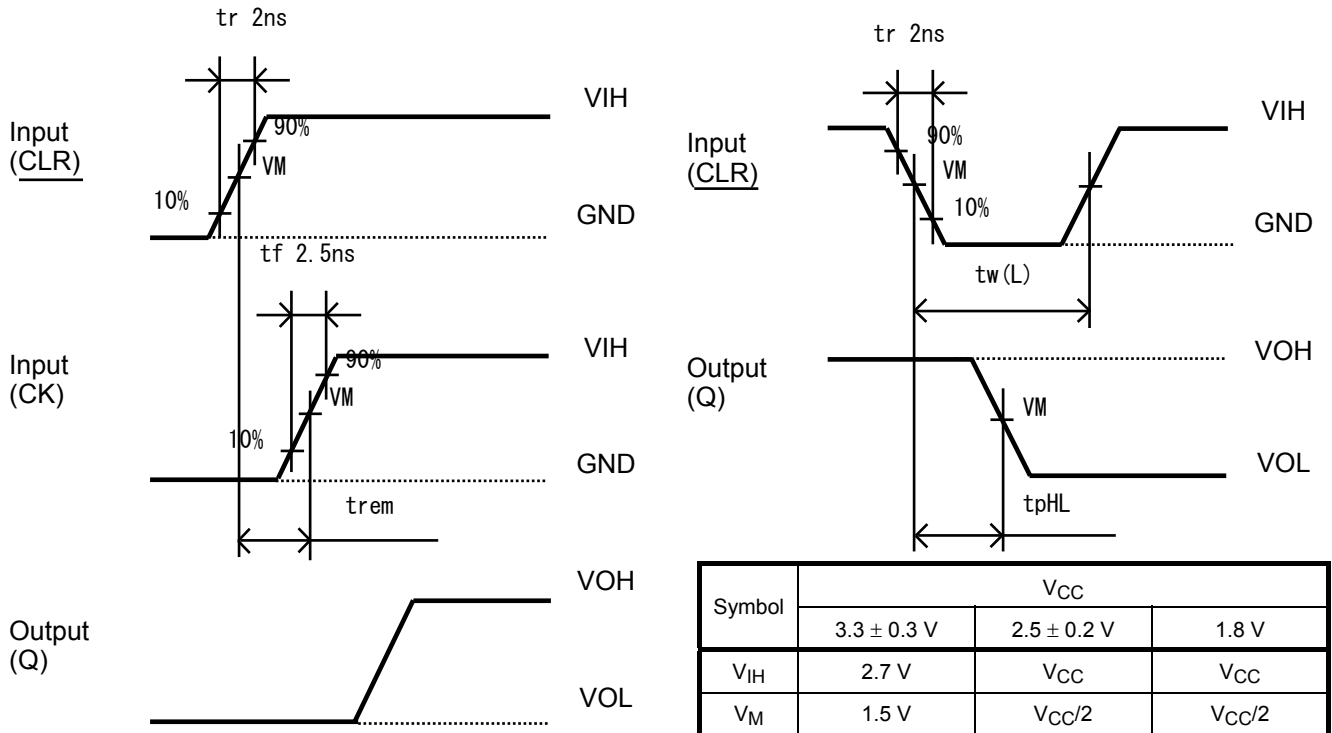 tr 2ns
Input
(CLR)
10%
90%
VM
VIH
GND
tf 2.5ns
Input
(CK)
10%
90%
VM
VIH
GND
trem
Output
(Q)
VOH
VOL
tr 2ns
Input
(CLR)
90%
VM
10%
VIH
GND
tw(L)
Output
(Q)
VM
VOH
VOL
tpHL
Symbol
VCC
3.3 ± 0.3 V 2.5 ± 0.2 V 1.8 V
VIH 2.7 V VCC VCC
VM 1.5 V VCC/2 VCC/2